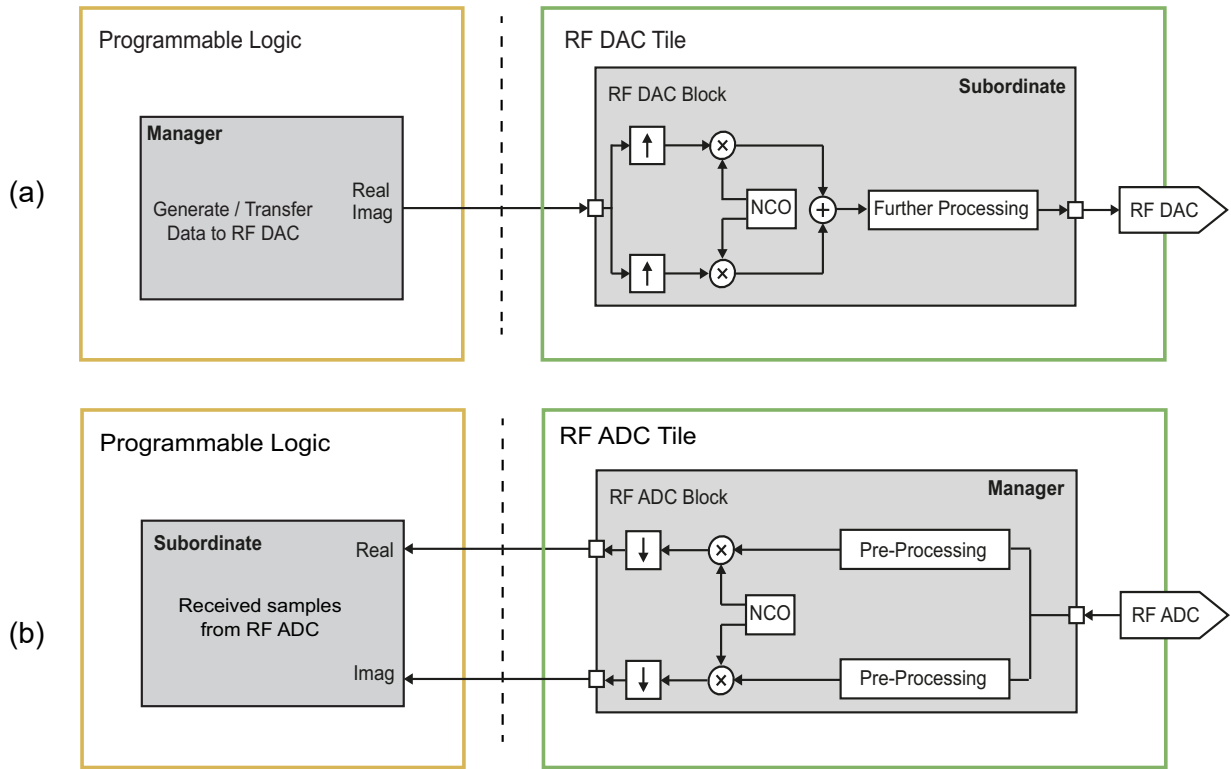 (a)
Programmable Logic
Manager
Real
Imag
Generate / Transfer
Data to RF DAC
RF DAC Tile
RF DAC Block
Subordinate
↑
×
NCO
+
Further Processing
RF DAC
↑
×
(b)
Programmable Logic
Subordinate
Real
Received samples
from RF ADC
Imag
RF ADC Tile
RF ADC Block
Manager
↓
×
Pre-Processing
NCO
RF ADC
↓
×
Pre-Processing